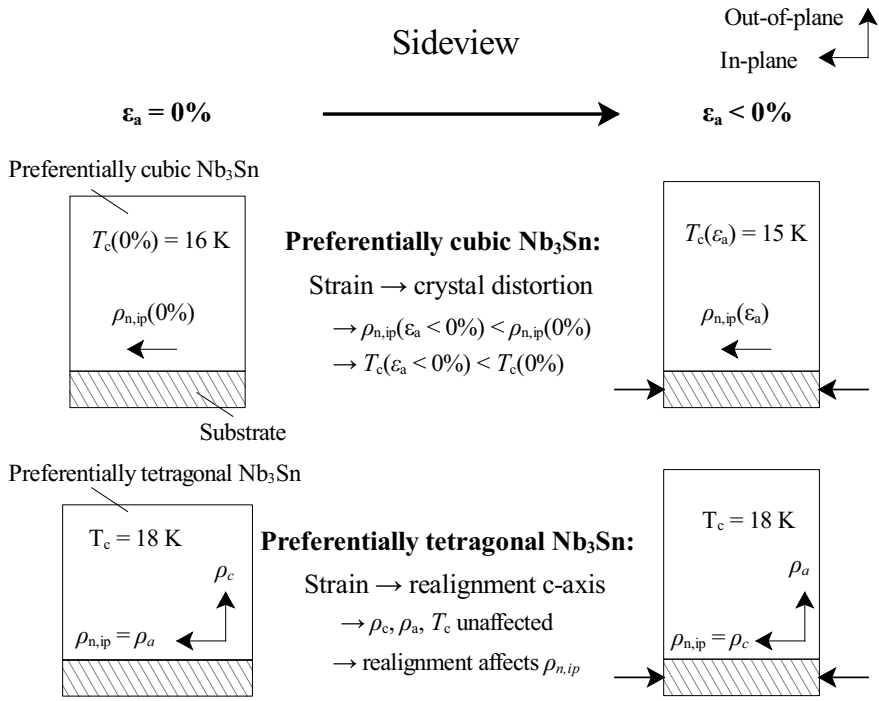 Sideview
Out-of-plane
In-plane
εa = 0%
εa < 0%
Preferentially cubic Nb3Sn
Tc(0%) = 16 K
ρn,ip(0%)
Substrate
Preferentially cubic Nb3Sn:
Strain → crystal distortion
→ ρn,ip(εa < 0%) < ρn,ip(0%)
→ Tc(εa < 0%) < Tc(0%)
Tc(εa) = 15 K
ρn,ip(εa)
Preferentially tetragonal Nb3Sn
Tc = 18 K
ρc
ρn,ip = ρa
Preferentially tetragonal Nb3Sn:
Strain → realignment c-axis
→ ρc, ρa, Tc unaffected
→ realignment affects ρn,ip
Tc = 18 K
ρa
ρn,ip = ρc